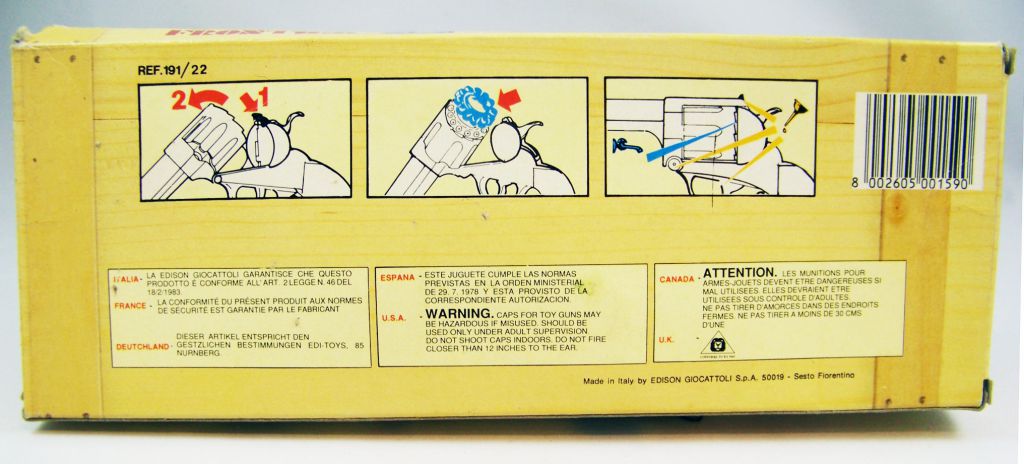 REF.191/22
2 1
8 002605 001590
ITALIA - LA EDISON GIOCATTOLI GARANTISCE CHE QUESTO
PRODOTTO È CONFORME ALL'ART. 2 LEGGE N. 46 DEL
18/2/1983.
FRANCE - LA CONFORMITÉ DU PRÉSENT PRODUIT AUX NORMES
DE SÉCURITÉ EST GARANTIE PAR LE FABRICANT
DEUTCHLAND - DIESER ARTIKEL ENTSPRICHT DEN
GESTZLICHEN BESTIMMUNGEN EDI-TOYS, 85
NURNBERG.
ESPANA - ESTE JUGUETE CUMPLE LAS NORMAS
PREVISTAS EN LA ORDEN MINISTERIAL
DE 29. 7. 1978 Y ESTA PROVISTO DE LA
CORRESPONDIENTE AUTORIZACION.
U.S.A. - WARNING. CAPS FOR TOY GUNS MAY
BE HAZARDOUS IF MISUSED. SHOULD BE
USED ONLY UNDER ADULT SUPERVISION.
DO NOT SHOOT CAPS INDOORS. DO NOT FIRE
CLOSER THAN 12 INCHES TO THE EAR.
CANADA - ATTENTION. LES MUNITIONS POUR
ARMES-JOUETS DEVENT ETRE DANGEREUSES SI
MAL UTILISEES. ELLES DEVRAIENT ETRE
UTILISEES SOUS CONTROLE D'ADULTES.
NE PAS TIRER D'AMORCES DANS DES ENDROITS
FERMES. NE PAS TIRER A MOINS DE 30 CMS
D'UNE
U.K.
Made in Italy by EDISON GIOCATTOLI S.p.A. 50019 - Sesto Fiorentino